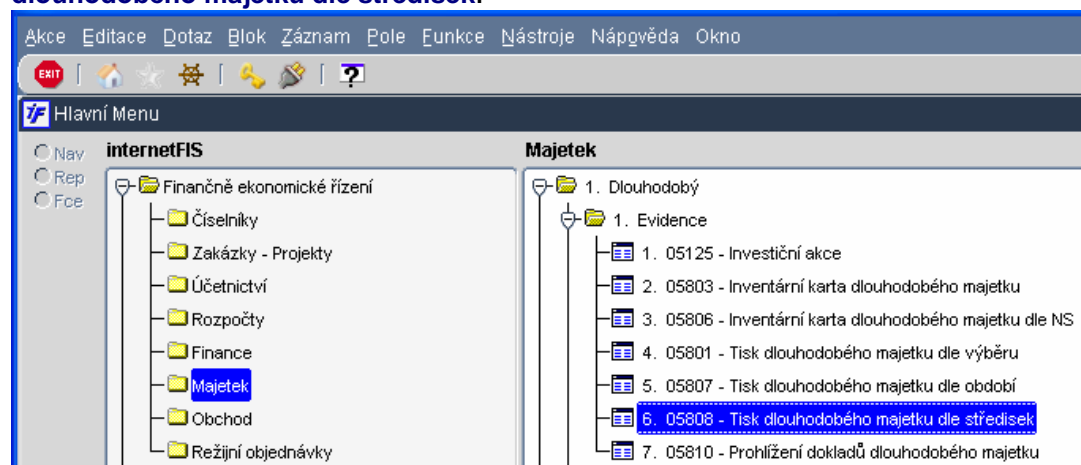 dlouhodobého majetku dle středisek.
Akce Editace Dotaz Blok Záznam Pole Funkce Nástroje Nápověda Okno
EXIT
Hlavní Menu
Nav
Rep
Fce
internetFIS
Finančně ekonomické řízení
Číselníky
Zakázky - Projekty
Účetnictví
Rozpočty
Finance
Majetek
Obchod
Režijní objednávky
Majetek
1. Dlouhodobý
1. Evidence
1. 05125 - Investiční akce
2. 05803 - Inventární karta dlouhodobého majetku
3. 05806 - Inventární karta dlouhodobého majetku dle NS
4. 05801 - Tisk dlouhodobého majetku dle výběru
5. 05807 - Tisk dlouhodobého majetku dle období
6. 05808 - Tisk dlouhodobého majetku dle středisek
7. 05810 - Prohlížení dokladů dlouhodobého majetku